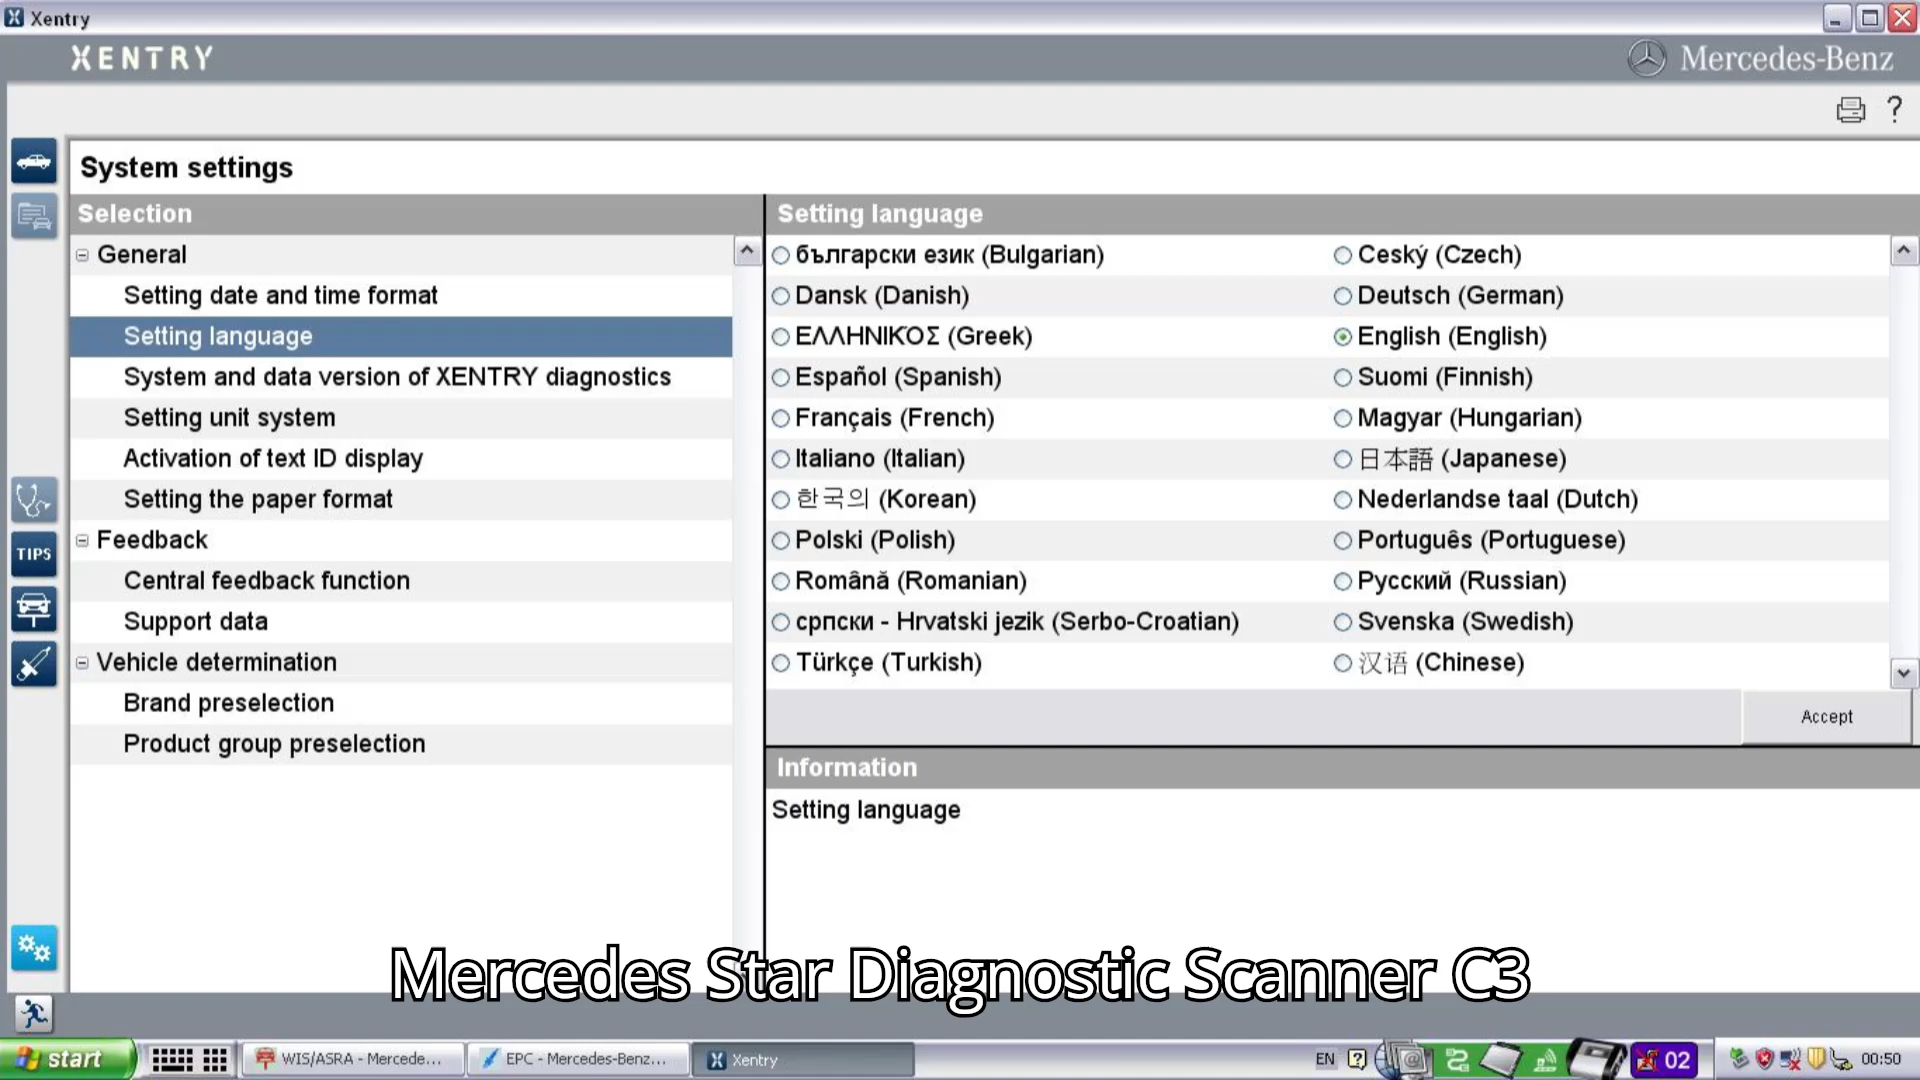 Xentry
XENTRY
Mercedes-Benz
?
System settings
Selection
General
Setting date and time format
Setting language
System and data version of XENTRY diagnostics
Setting unit system
Activation of text ID display
Setting the paper format
Feedback
Central feedback function
Support data
Vehicle determination
Brand preselection
Product group preselection
TIPS
Setting language
български език (Bulgarian) Ceský (Czech)
Dansk (Danish) Deutsch (German)
ΕΛΛΗΝΙΚΌΣ (Greek) English (English)
Español (Spanish) Suomi (Finnish)
Français (French) Magyar (Hungarian)
Italiano (Italian) 日本語 (Japanese)
한국의 (Korean) Nederlandse taal (Dutch)
Polski (Polish) Português (Portuguese)
Română (Romanian) Русский (Russian)
српски - Hrvatski jezik (Serbo-Croatian) Svenska (Swedish)
Türkçe (Turkish) 汉语 (Chinese)
Accept
Information
Setting language
Mercedes Star Diagnostic Scanner C3
start WIS/ASRA - Mercede... EPC - Mercedes-Benz... Xentry EN ? 02 00:50